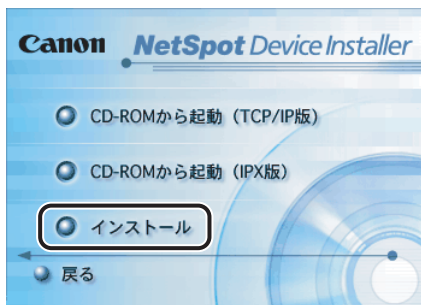 Canon NetSpot Device Installer
CD-ROMから起動（TCP/IP版）
CD-ROMから起動（IPX版）
インストール
戻る